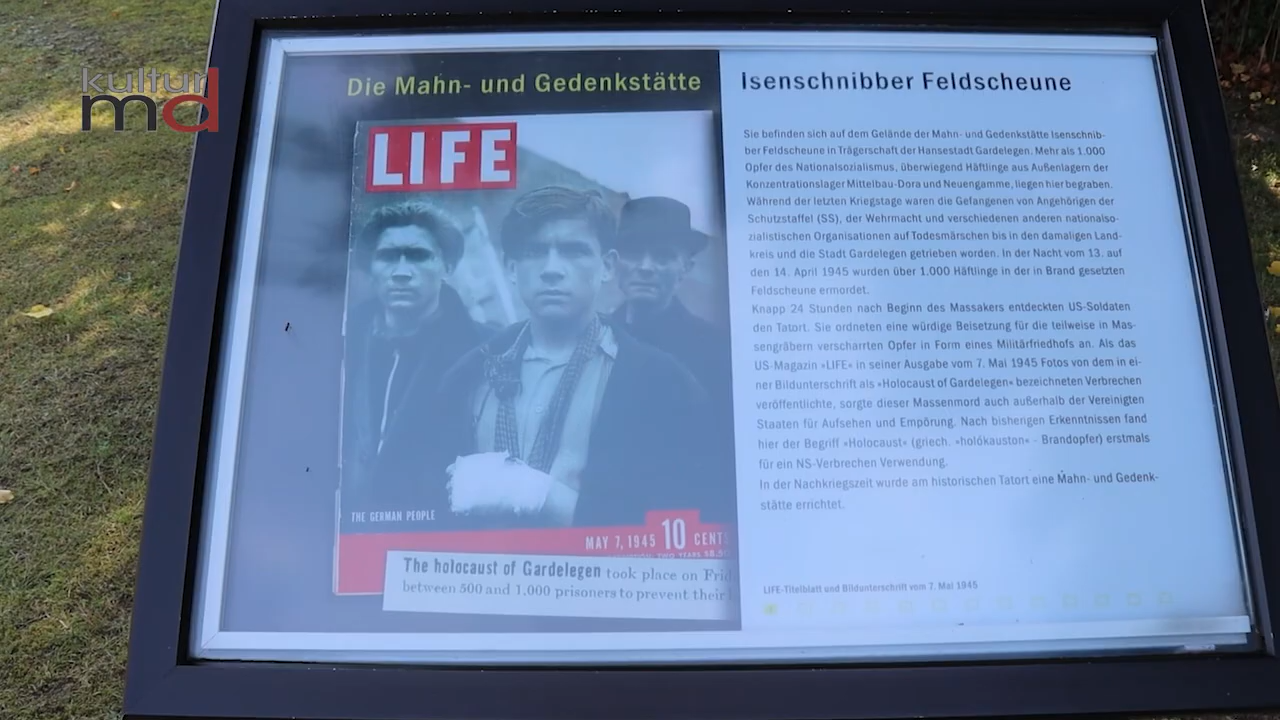 kultur
md
Die Mahn- und Gedenkstätte
Isenschnibber Feldscheune
LIFE
THE GERMAN PEOPLE
MAY 7, 1945 10 CENTS
The holocaust of Gardelegen took place on Frid
between 500 and 1.000 prisoners to prevent their
Sie befinden sich auf dem Gelände der Mahn- und Gedenkstätte Isenschnib-
ber Feldscheune in Trägerschaft der Hansestadt Gardelegen. Mehr als 1.000
Opfer des Nationalsozialismus, überwiegend Häftlinge aus Außenlagern der
Konzentrationslager Mittelbau-Dora und Neuengamme, liegen hier begraben.
Während der letzten Kriegstage waren die Gefangenen von Angehörigen der
Schutzstaffel (SS), der Wehrmacht und verschiedenen anderen nationalso-
zialistischen Organisationen auf Todesmärschen bis in den damaligen Land-
kreis und die Stadt Gardelegen getrieben worden. In der Nacht vom 13. auf
den 14. April 1945 wurden über 1.000 Häftlinge in der in Brand gesetzten
Feldscheune ermordet.
Knapp 24 Stunden nach Beginn des Massakers entdeckten US-Soldaten
den Tatort. Sie ordneten eine würdige Beisetzung für die teilweise in Mas-
sengräbern verscharrten Opfer in Form eines Militärfriedhofs an. Als das
US-Magazin »LIFE« in seiner Ausgabe vom 7. Mai 1945 Fotos von dem in ei-
ner Bildunterschrift als »Holocaust of Gardelegen« bezeichneten Verbrechen
veröffentlichte, sorgte dieser Massenmord auch außerhalb der Vereinigten
Staaten für Aufsehen und Empörung. Nach bisherigen Erkenntnissen fand
hier der Begriff »Holocaust« (griech. »holókauston« - Brandopfer) erstmals
für ein NS-Verbrechen Verwendung.
In der Nachkriegszeit wurde am historischen Tatort eine Mahn- und Gedenk-
stätte errichtet.
LIFE-Titelblatt und Bildunterschrift vom 7. Mai 1945